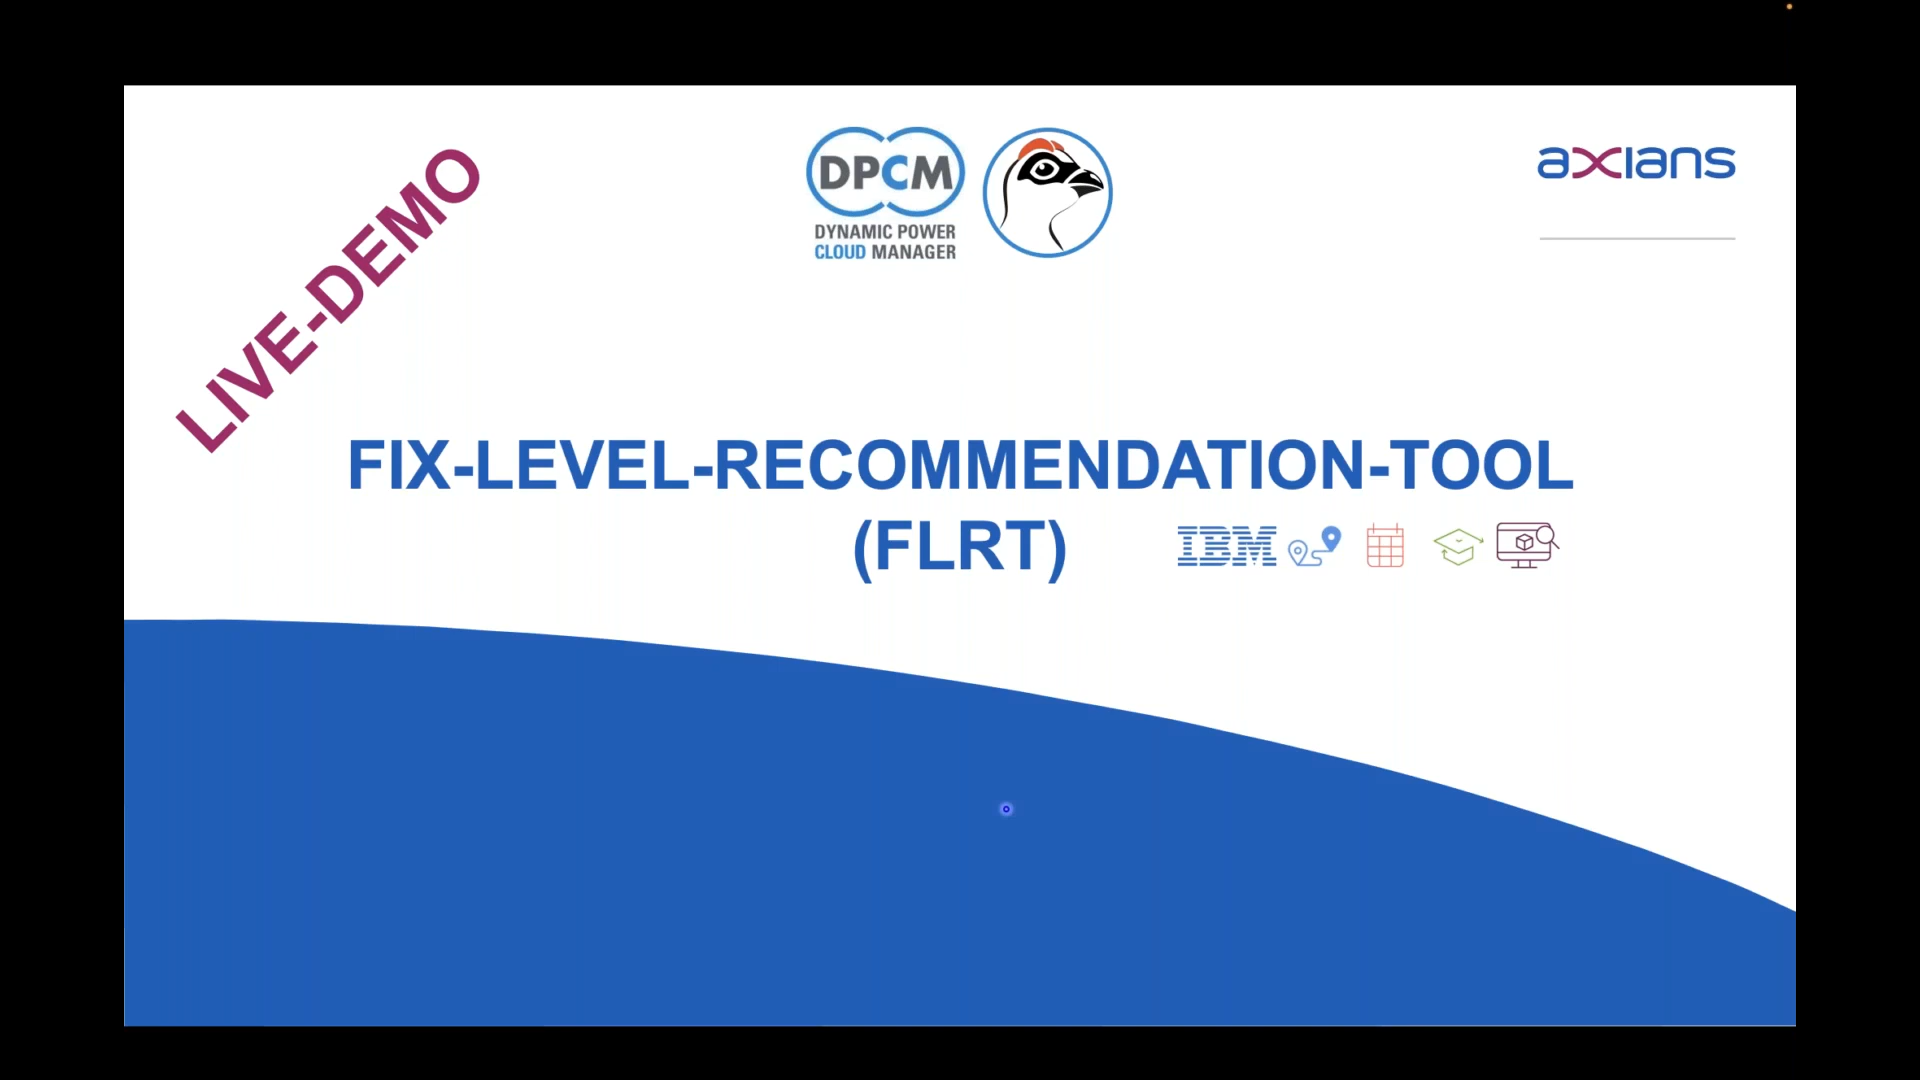 LIVE-DEMO
DPCM
DYNAMIC POWER
CLOUD MANAGER
axians
FIX-LEVEL-RECOMMENDATION-TOOL
(FLRT)
IBM